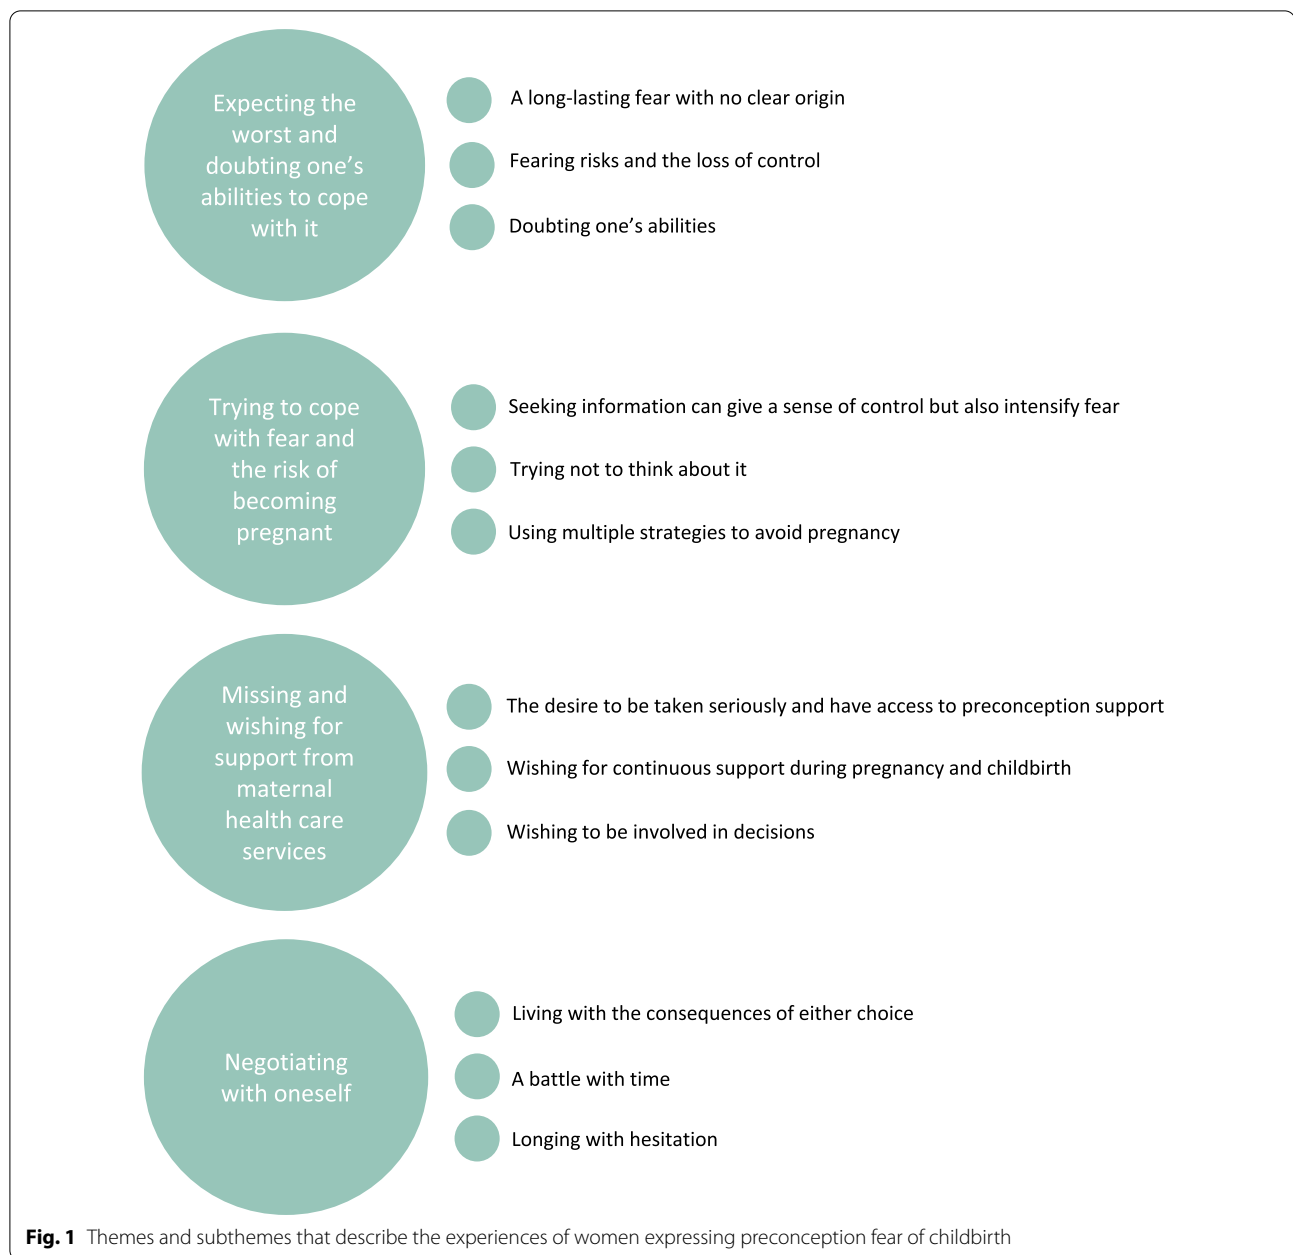 Expecting the
worst and
doubting one’s
abilities to cope
with it
A long-lasting fear with no clear origin
Fearing risks and the loss of control
Doubting one’s abilities
Trying to cope
with fear and
the risk of
becoming
pregnant
Seeking information can give a sense of control but also intensify fear
Trying not to think about it
Using multiple strategies to avoid pregnancy
Missing and
wishing for
support from
maternal
health care
services
The desire to be taken seriously and have access to preconception support
Wishing for continuous support during pregnancy and childbirth
Wishing to be involved in decisions
Negotiating
with oneself
Living with the consequences of either choice
A battle with time
Longing with hesitation
Fig. 1 Themes and subthemes that describe the experiences of women expressing preconception fear of childbirth